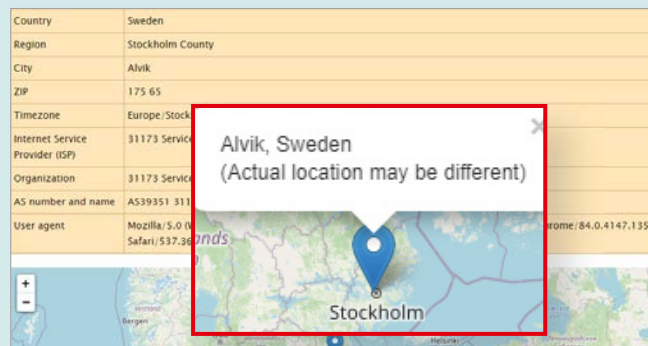 Country Sweden
Region Stockholm County
City Alvik
ZIP 175 65
Timezone Europe/Stock
Internet Service Provider (ISP) 31173 Service
Organization 31173 Service
AS number and name AS39351 311
User agent Mozilla/5.0 (W rome/84.0.4147.135
Safari/537.36
×
Alvik, Sweden
(Actual location may be different)
ands
Stockholm
+
−
Bergen
Helsinki